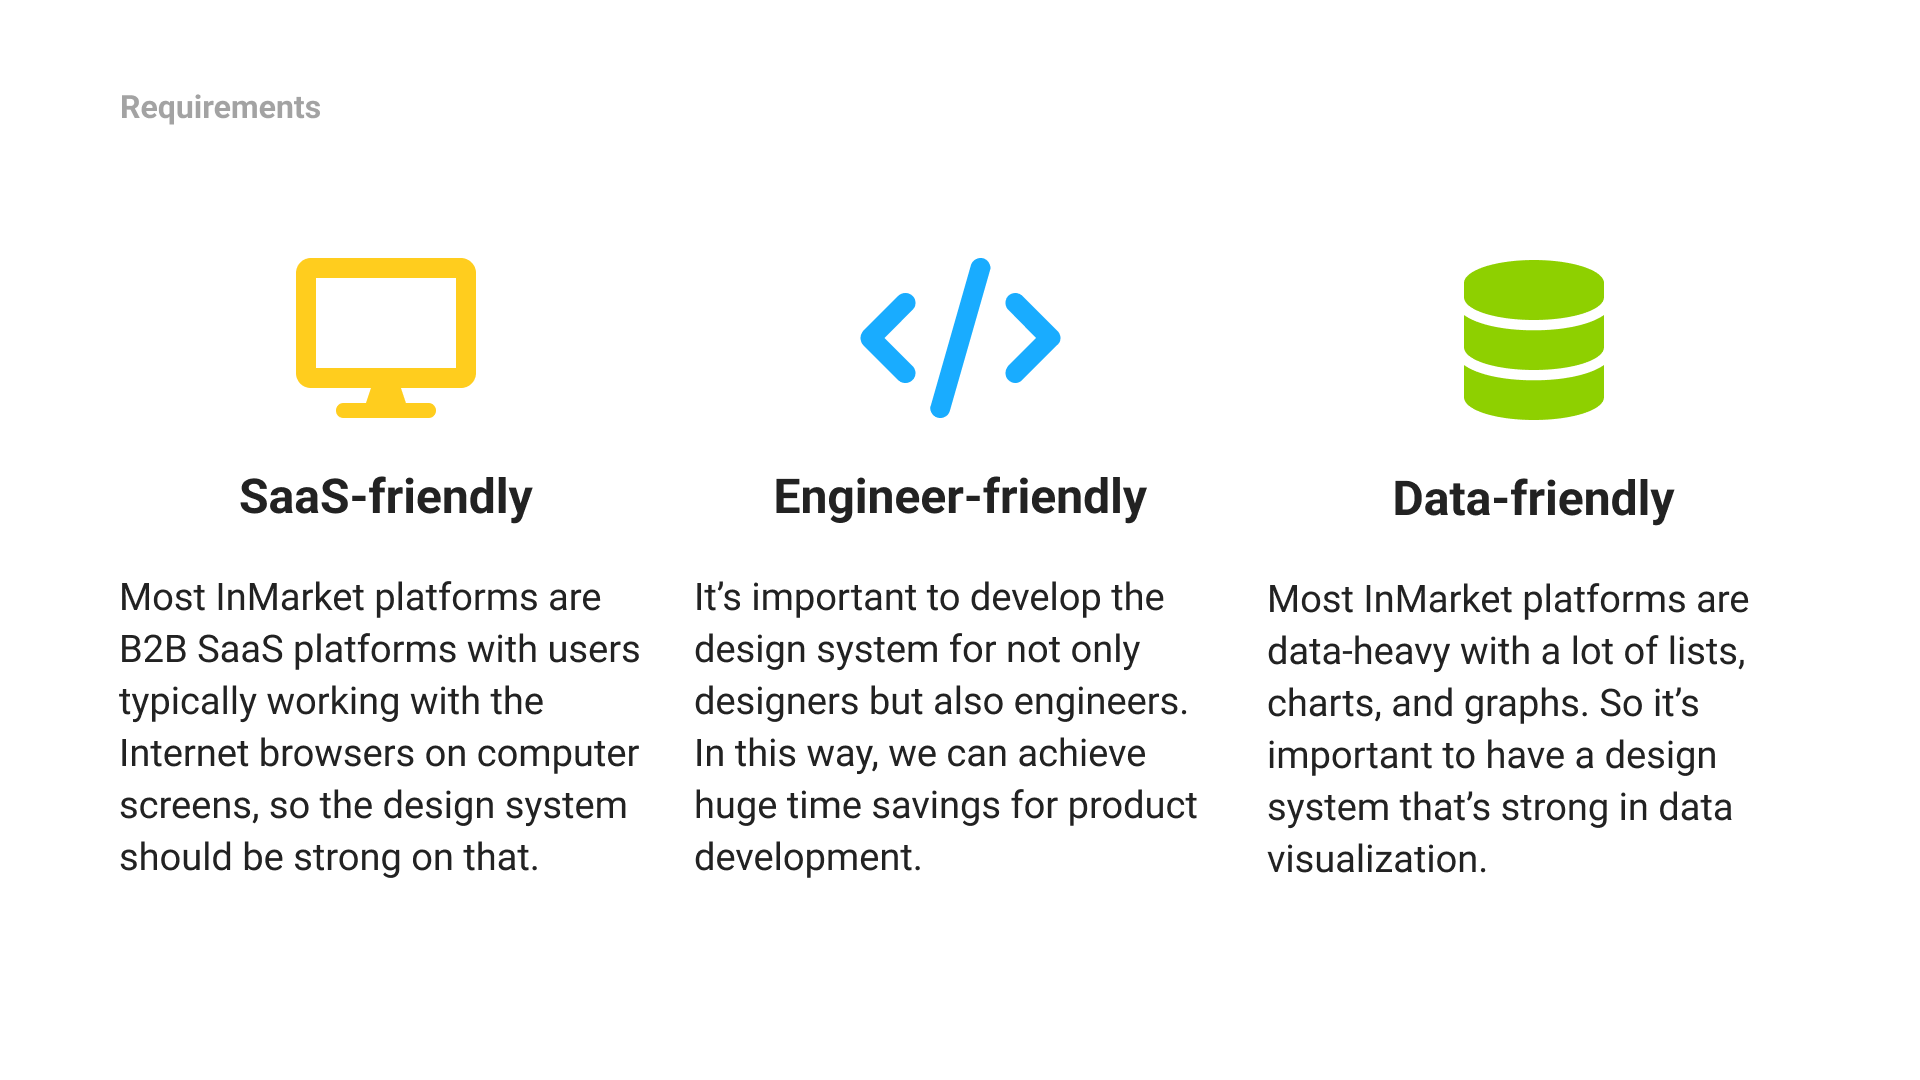 Requirements
SaaS-friendly
Most InMarket platforms are
B2B SaaS platforms with users
typically working with the
Internet browsers on computer
screens, so the design system
should be strong on that.
Engineer-friendly
It’s important to develop the
design system for not only
designers but also engineers.
In this way, we can achieve
huge time savings for product
development.
Data-friendly
Most InMarket platforms are
data-heavy with a lot of lists,
charts, and graphs. So it’s
important to have a design
system that’s strong in data
visualization.